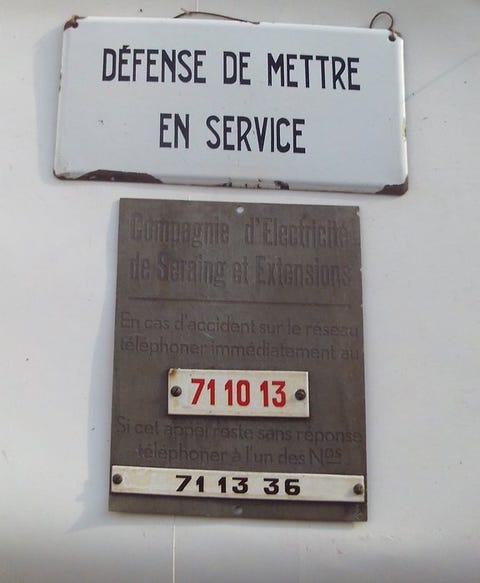 DÉFENSE DE METTRE
EN SERVICE
Compagnie d'Electricité
de Seraing et Extensions
En cas d'accident sur le réseau
téléphoner immédiatement au
71 10 13
Si cet appel reste sans réponse
téléphoner à l'un des Nos
71 13 36